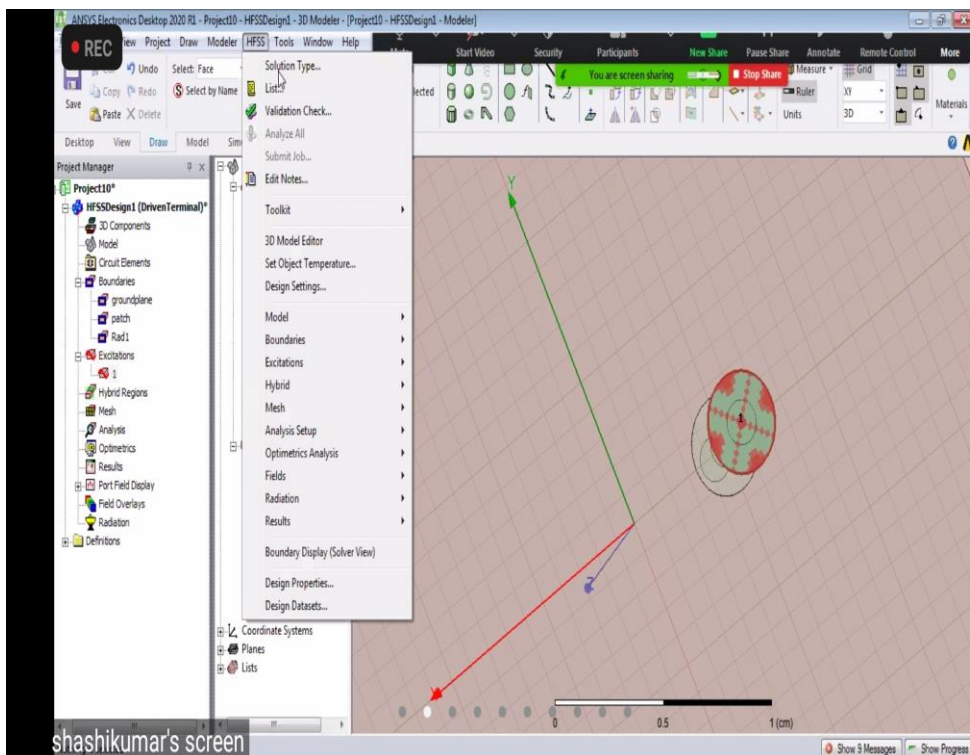 ANSYS Electronics Desktop 2020 R1 - Project10 - HFSSDesign1 - 3D Modeler - [Project10 - HFSSDesign1 - Modeler]
REC
View Project Draw Modeler HFSS Tools Window Help
Start Video Security Participants New Share Pause Share Annotate Remote Control More
You are screen sharing Stop Share
Save
Undo Select: Face
Copy Redo Select by Name
Paste Delete
Measure Grid
Ruler XY
Units 3D
Materials
Desktop View Draw Model
Project Manager
Project10*
HFSSDesign1 (DrivenTerminal)*
3D Components
Model
Circuit Elements
Boundaries
groundplane
patch
Rad1
Excitations
1
Hybrid Regions
Mesh
Analysis
Optimetrics
Results
Port Field Display
Field Overlays
Radiation
Definitions
Solution Type...
List...
Validation Check...
Analyze All
Submit Job...
Edit Notes...
Toolkit
3D Model Editor
Set Object Temperature...
Design Settings...
Model
Boundaries
Excitations
Hybrid
Mesh
Analysis Setup
Optimetrics Analysis
Fields
Radiation
Results
Boundary Display (Solver View)
Design Properties...
Design Datasets...
Coordinate Systems
Planes
Lists
Y
1
Z
X
0 0.5 1 (cm)
shashikumar's screen
Show 9 Messages Show Progress